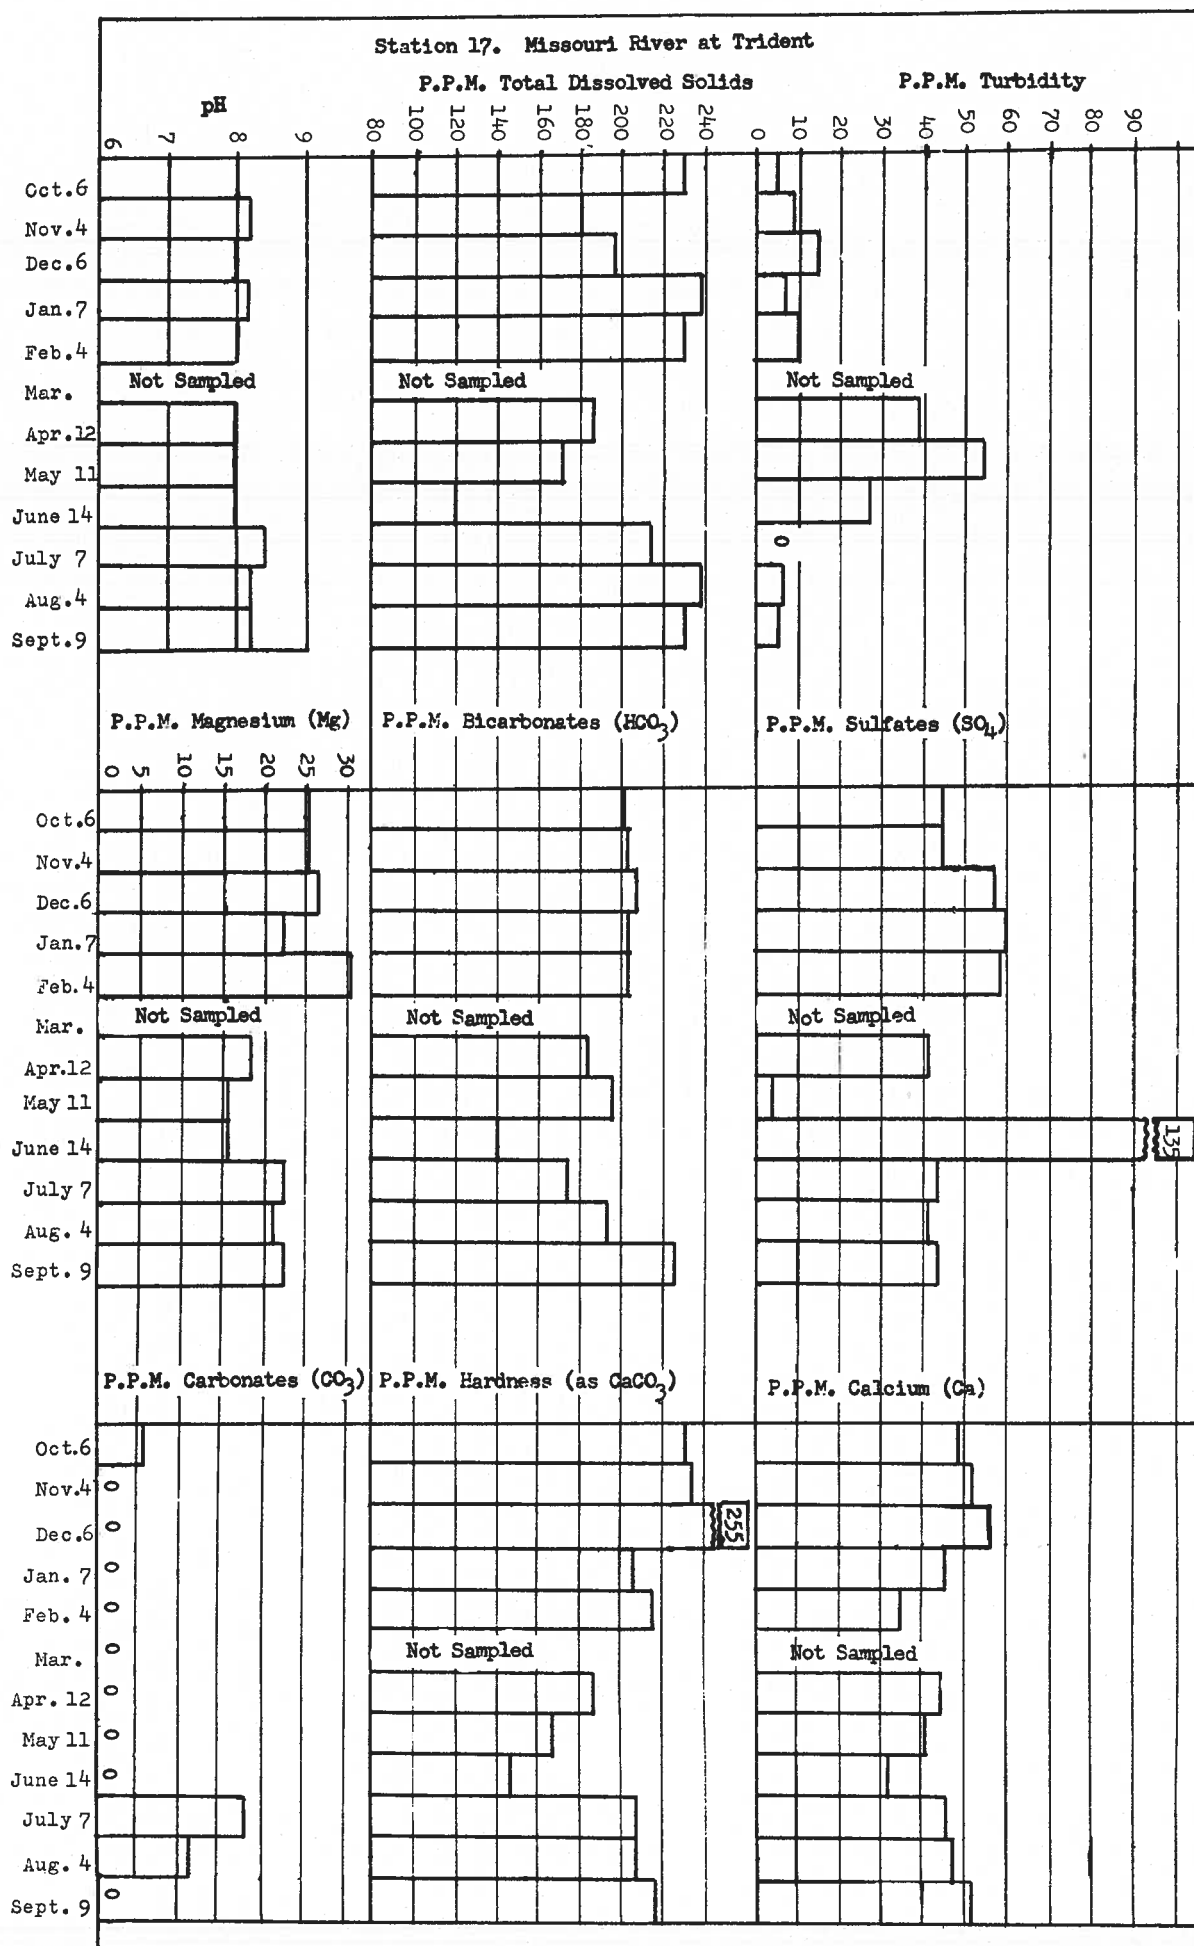 Station 17. Missouri River at Trident
P.P.M. Total Dissolved Solids
P.P.M. Turbidity
pH
6 7 8 9
80 100 120 140 160 180 200 220 240
0 10 20 30 40 50 60 70 80 90
Oct.6
Nov.4
Dec.6
Jan.7
Feb.4
Not Sampled Not Sampled Not Sampled
Mar.
Apr.12
May 11
June 14
July 7 0
Aug.4
Sept.9
P.P.M. Magnesium (Mg) P.P.M. Bicarbonates (HCO3) P.P.M. Sulfates (SO4)
0 5 10 15 20 25 30
Oct.6
Nov.4
Dec.6
Jan.7
Feb.4
Not Sampled Not Sampled Not Sampled
Mar.
Apr.12
May 11
June 14 135
July 7
Aug. 4
Sept. 9
P.P.M. Carbonates (CO3) P.P.M. Hardness (as CaCO3) P.P.M. Calcium (Ca)
Oct.6
Nov.4 0
Dec.6 0 255
Jan. 7 0
Feb. 4 0
Mar. 0 Not Sampled Not Sampled
Apr. 12 0
May 11 0
June 14 0
July 7
Aug. 4
Sept. 9 0